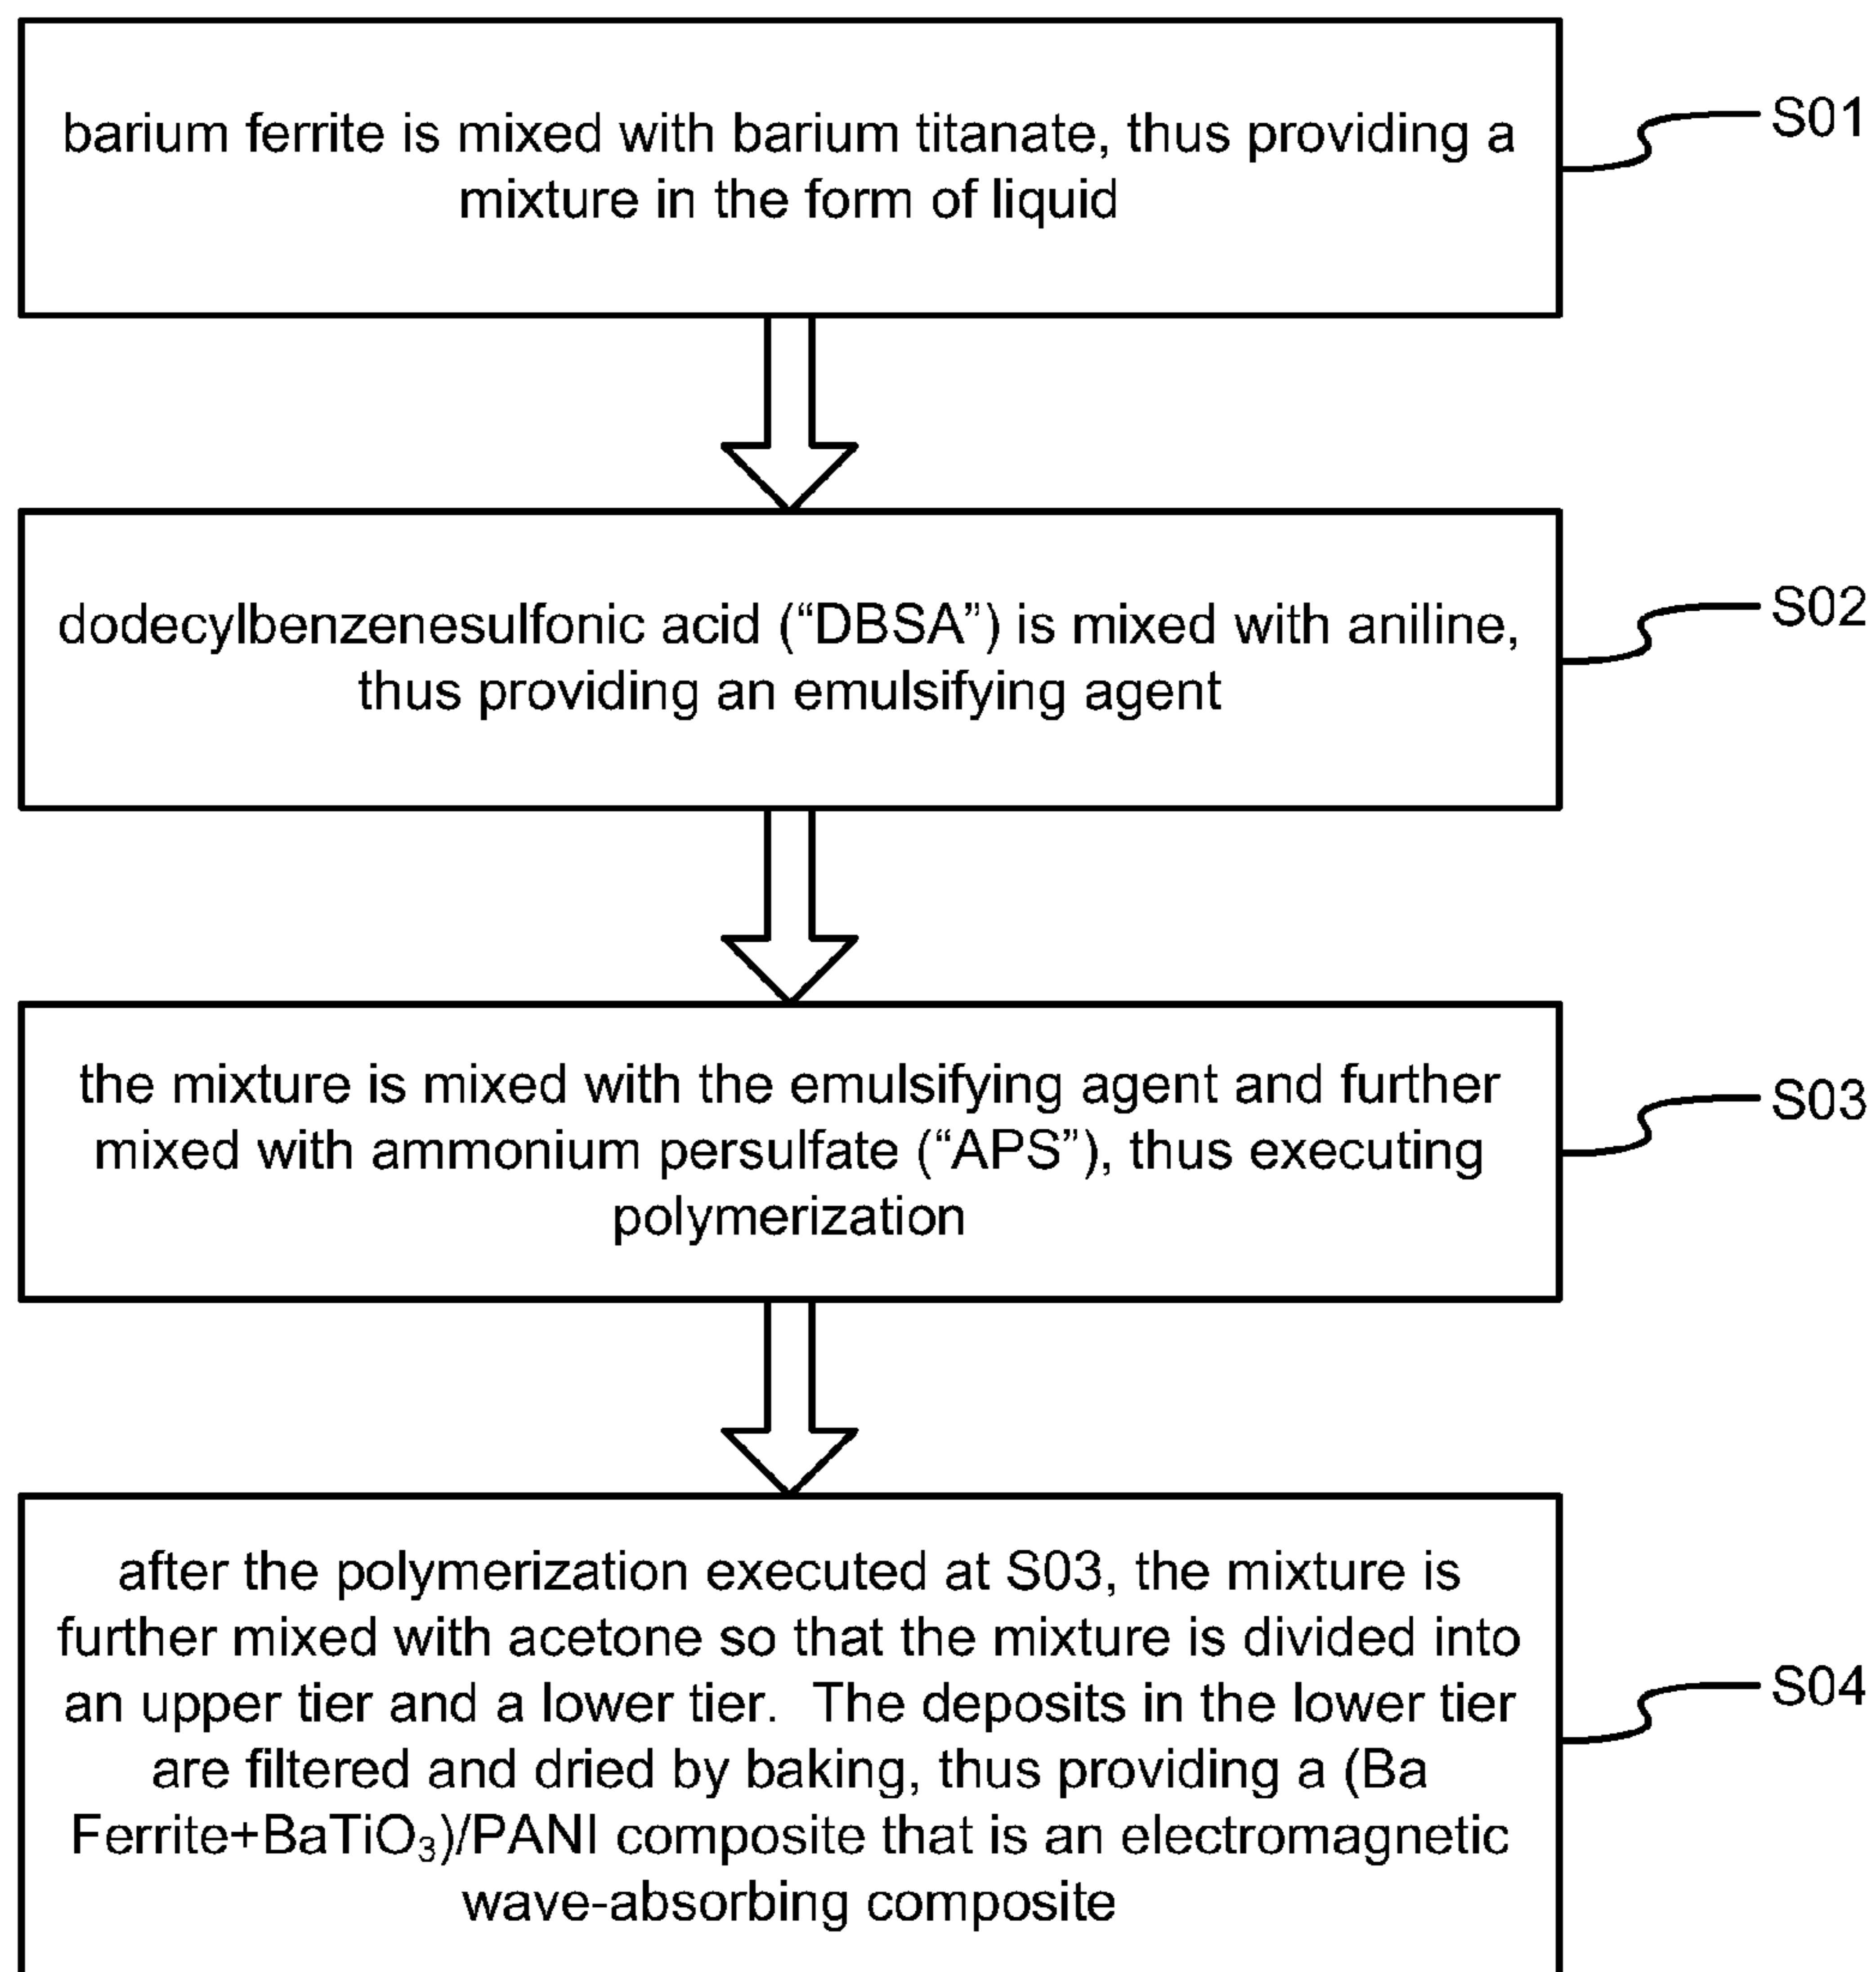 barium ferrite is mixed with barium titanate, thus providing a
mixture in the form of liquid
S01
dodecylbenzenesulfonic acid (“DBSA”) is mixed with aniline,
thus providing an emulsifying agent
S02
the mixture is mixed with the emulsifying agent and further
mixed with ammonium persulfate (“APS”), thus executing
polymerization
S03
after the polymerization executed at S03, the mixture is
further mixed with acetone so that the mixture is divided into
an upper tier and a lower tier.  The deposits in the lower tier
are filtered and dried by baking, thus providing a (Ba
Ferrite+BaTiO₃)/PANI composite that is an electromagnetic
wave-absorbing composite
S04